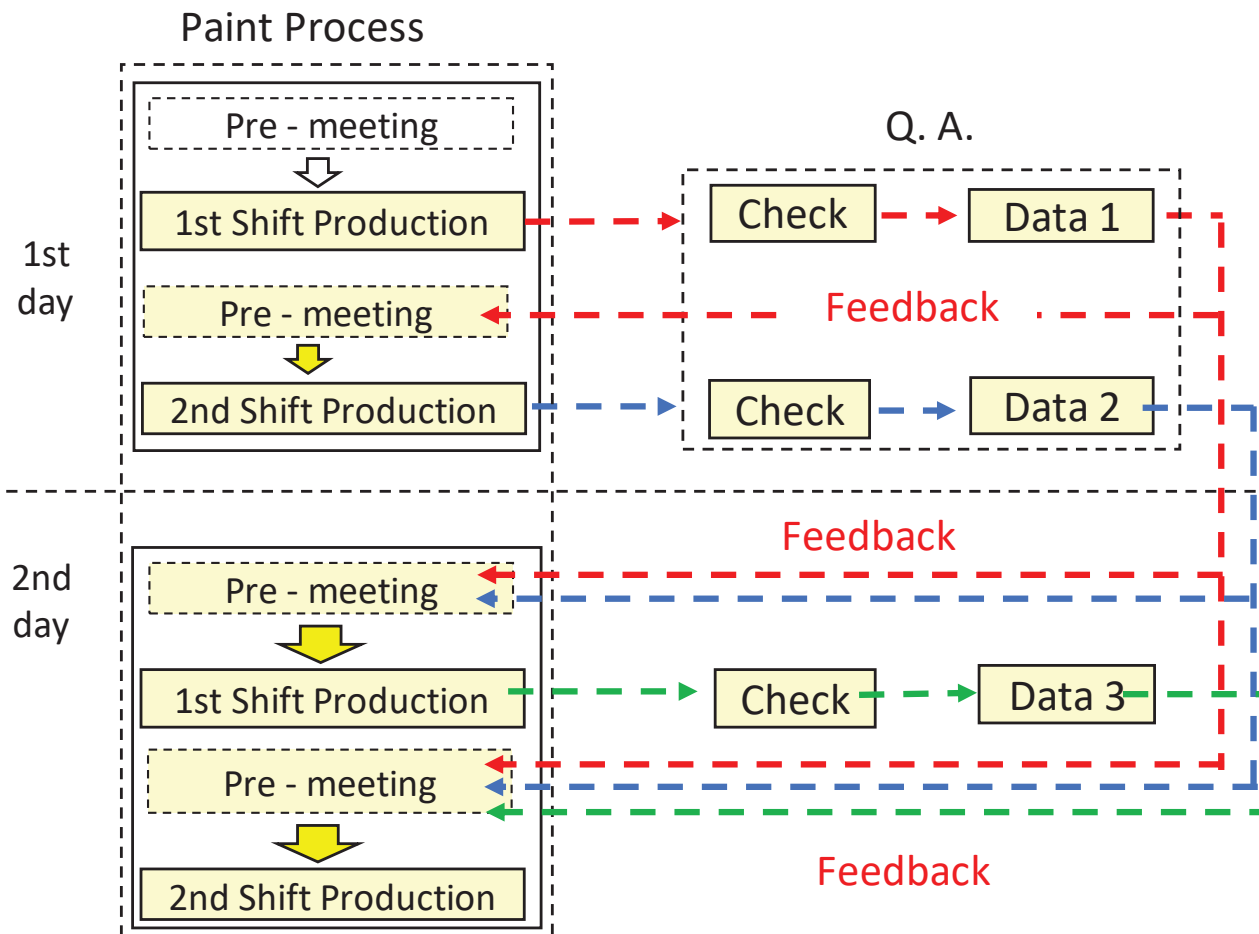 Paint Process
Pre - meeting
Q. A.
1st Shift Production
Check
Data 1
1st
day
Pre - meeting
Feedback
2nd Shift Production
Check
Data 2
Feedback
2nd
day
Pre - meeting
1st Shift Production
Check
Data 3
Pre - meeting
Feedback
2nd Shift Production